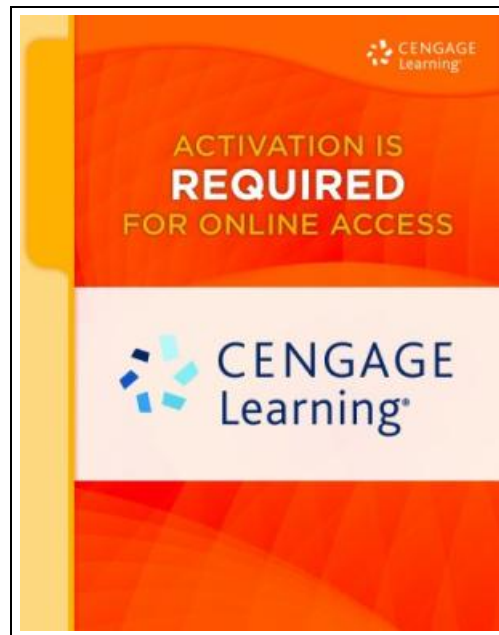 CENGAGE
Learning®
ACTIVATION IS
REQUIRED
FOR ONLINE ACCESS
CENGAGE
Learning®